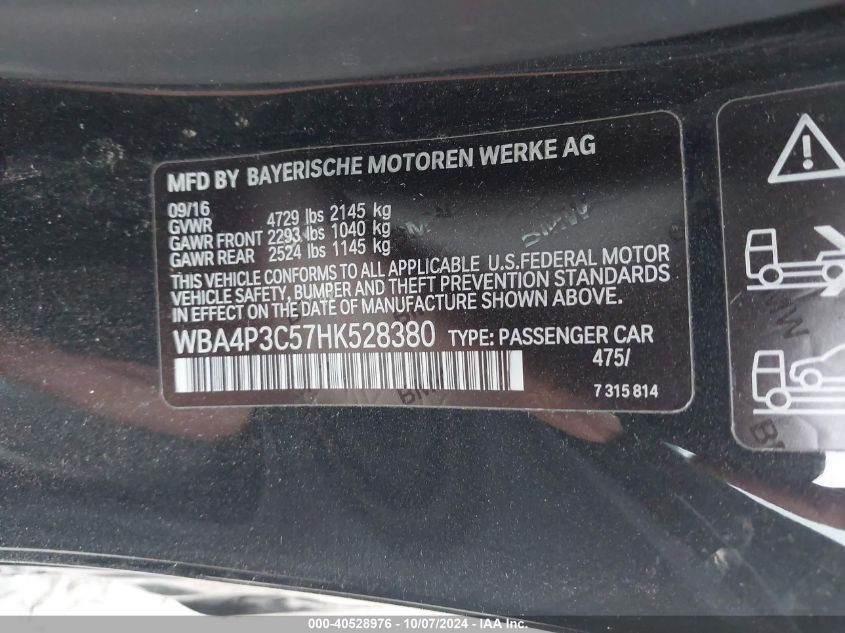 MFD BY BAYERISCHE MOTOREN WERKE AG
09/16
GVWR 4729 lbs 2145 kg
GAWR FRONT 2293 lbs 1040 kg
GAWR REAR 2524 lbs 1145 kg
THIS VEHICLE CONFORMS TO ALL APPLICABLE U.S.FEDERAL MOTOR
VEHICLE SAFETY, BUMPER AND THEFT PREVENTION STANDARDS
IN EFFECT ON THE DATE OF MANUFACTURE SHOWN ABOVE.
WBA4P3C57HK528380 TYPE: PASSENGER CAR
475/
7 315 814
000-40528976 - 10/07/2024 - IAAI, Inc.